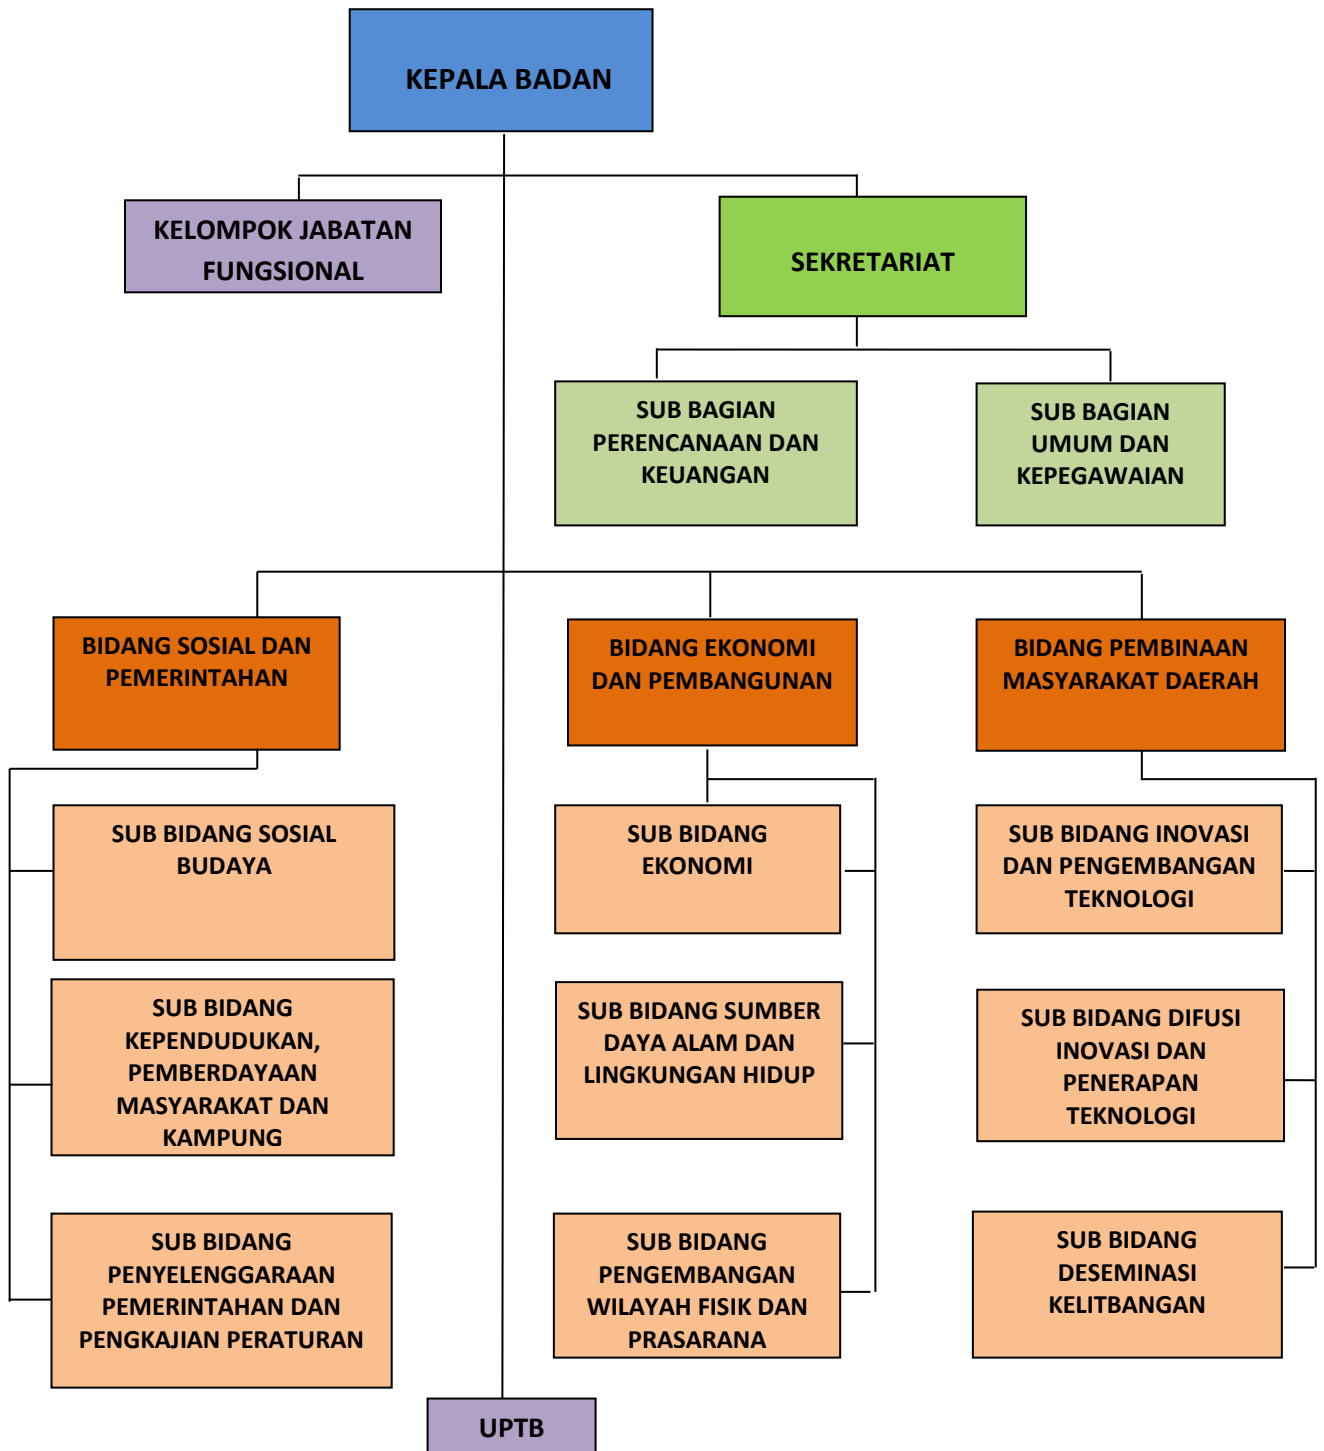 KEPALA BADAN
KELOMPOK JABATAN
FUNGSIONAL
SEKRETARIAT
SUB BAGIAN
PERENCANAAN DAN
KEUANGAN
SUB BAGIAN
UMUM DAN
KEPEGAWAIAN
BIDANG SOSIAL DAN
PEMERINTAHAN
BIDANG EKONOMI
DAN PEMBANGUNAN
BIDANG PEMBINAAN
MASYARAKAT DAERAH
SUB BIDANG SOSIAL
BUDAYA
SUB BIDANG
EKONOMI
SUB BIDANG INOVASI
DAN PENGEMBANGAN
TEKNOLOGI
SUB BIDANG
KEPENDUDUKAN,
PEMBERDAYAAN
MASYARAKAT DAN
KAMPUNG
SUB BIDANG SUMBER
DAYA ALAM DAN
LINGKUNGAN HIDUP
SUB BIDANG DIFUSI
INOVASI DAN
PENERAPAN
TEKNOLOGI
SUB BIDANG
PENYELENGGARAAN
PEMERINTAHAN DAN
PENGKAJIAN PERATURAN
SUB BIDANG
PENGEMBANGAN
WILAYAH FISIK DAN
PRASARANA
SUB BIDANG
DESEMINASI
KELITBANGAN
UPTB